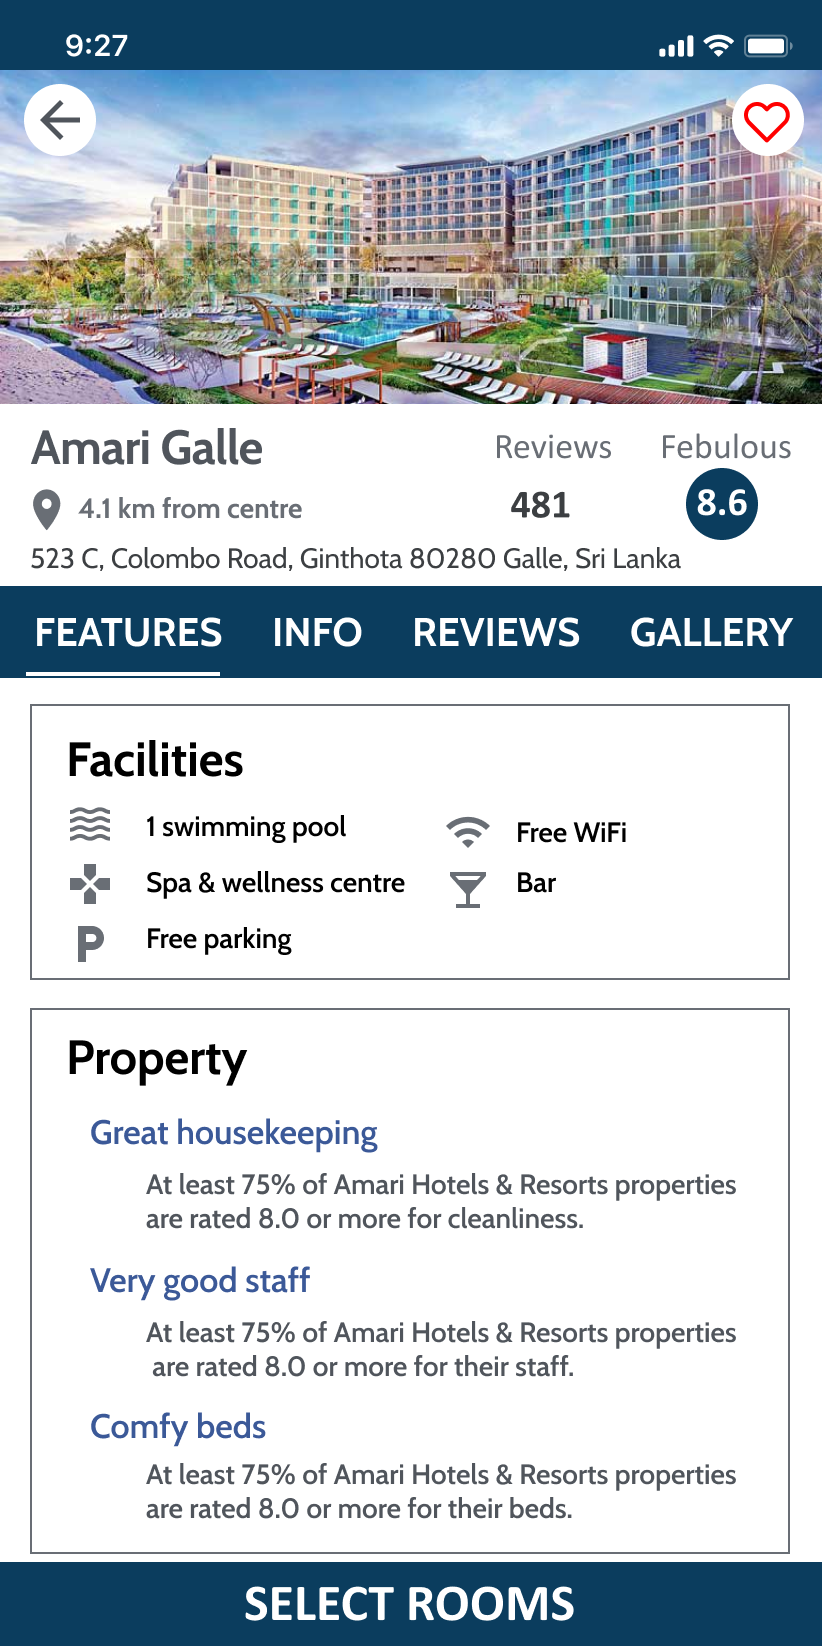 9:27
Amari Galle
Reviews
Febulous
4.1 km from centre
481
8.6
523 C, Colombo Road, Ginthota 80280 Galle, Sri Lanka
FEATURES INFO REVIEWS GALLERY
Facilities
1 swimming pool
Free WiFi
Spa & wellness centre
Bar
P
Free parking
Property
Great housekeeping
At least 75% of Amari Hotels & Resorts properties
are rated 8.0 or more for cleanliness.
Very good staff
At least 75% of Amari Hotels & Resorts properties
are rated 8.0 or more for their staff.
Comfy beds
At least 75% of Amari Hotels & Resorts properties
are rated 8.0 or more for their beds.
SELECT ROOMS